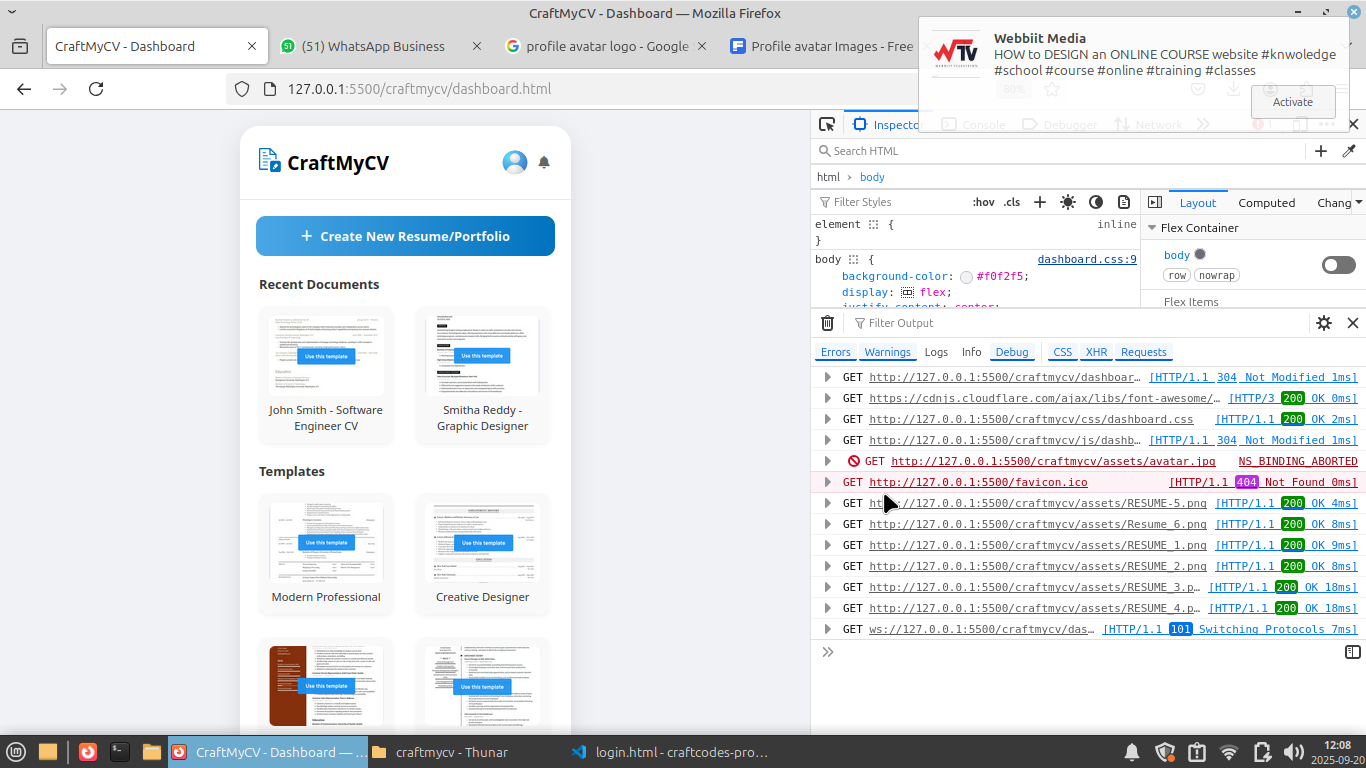 CraftMyCV - Dashboard — Mozilla Firefox
CraftMyCV - Dashboard
(51) WhatsApp Business
profile avatar logo - Google
Profile avatar Images - Free
Webbiit Media
HOw to DESIGN an ONLINE COURSE website #knwoledge
#school #course #online #training #classes
Activate
127.0.0.1:5500/craftmycv/dashboard.html
80%
CraftMyCV
Create New Resume/Portfolio
Recent Documents
Use this template
Use this template
John Smith - Software
Engineer CV
Smitha Reddy -
Graphic Designer
Templates
Use this template
Use this template
Modern Professional
Creative Designer
Use this template
Use this template
Inspecto
Console
Debugger
Network
1
Search HTML
html
body
Filter Styles
:hov
.cls
Layout
Computed
Chang
element {
inline
}
body {
dashboard.css:9
background-color: #f0f2f5;
display: flex;
justify-content: center;
Flex Container
body
row
nowrap
Flex Items
Filter Output
Errors
Warnings
Logs
Info
Debug
CSS
XHR
Requests
GET http://127.0.0.1:5500/craftmycv/dashboar… [HTTP/1.1 304 Not Modified 1ms]
GET https://cdnjs.cloudflare.com/ajax/libs/font-awesome/… [HTTP/3 200 OK 0ms]
GET http://127.0.0.1:5500/craftmycv/css/dashboard.css [HTTP/1.1 200 OK 2ms]
GET http://127.0.0.1:5500/craftmycv/js/dashb… [HTTP/1.1 304 Not Modified 1ms]
GET http://127.0.0.1:5500/craftmycv/assets/avatar.jpg NS_BINDING_ABORTED
GET http://127.0.0.1:5500/favicon.ico [HTTP/1.1 404 Not Found 0ms]
GET http://127.0.0.1:5500/craftmycv/assets/RESUME-5.png [HTTP/1.1 200 OK 4ms]
GET http://127.0.0.1:5500/craftmycv/assets/RESUME_6.png [HTTP/1.1 200 OK 8ms]
GET http://127.0.0.1:5500/craftmycv/assets/RESUME_1.png [HTTP/1.1 200 OK 9ms]
GET http://127.0.0.1:5500/craftmycv/assets/RESUME_2.png [HTTP/1.1 200 OK 8ms]
GET http://127.0.0.1:5500/craftmycv/assets/RESUME_3.p… [HTTP/1.1 200 OK 18ms]
GET http://127.0.0.1:5500/craftmycv/assets/RESUME_4.p… [HTTP/1.1 200 OK 18ms]
GET ws://127.0.0.1:5500/craftmycv/das… [HTTP/1.1 101 Switching Protocols 7ms]
CraftMyCV - Dashboard — …
craftmycv - Thunar
login.html - craftcodes-pro…
12:08
2025-09-20